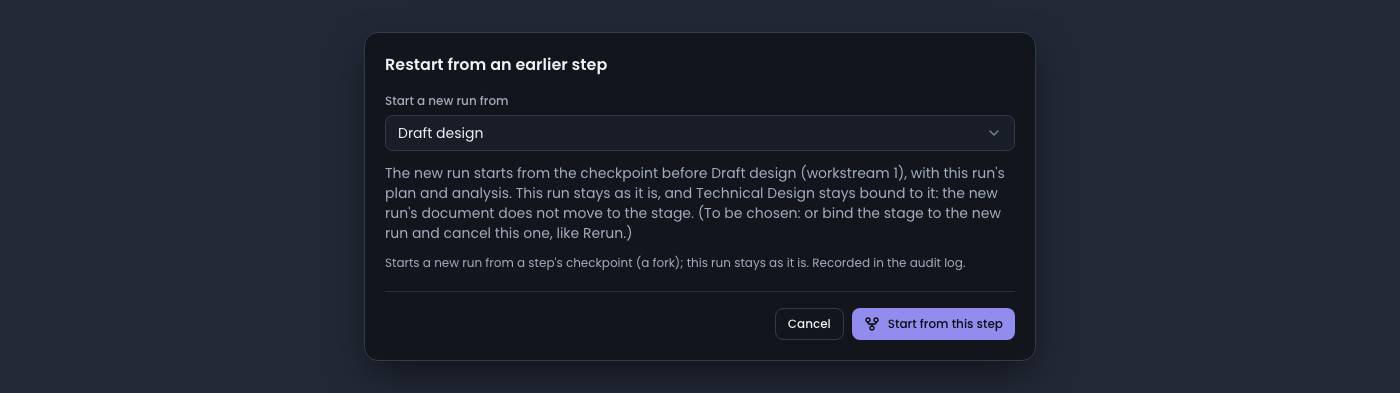 Restart from an earlier step
Start a new run from
Draft design
The new run starts from the checkpoint before Draft design (workstream 1), with this run's
plan and analysis. This run stays as it is, and Technical Design stays bound to it: the new
run's document does not move to the stage. (To be chosen: or bind the stage to the new
run and cancel this one, like Rerun.)
Starts a new run from a step's checkpoint (a fork); this run stays as it is. Recorded in the audit log.
Cancel
Start from this step